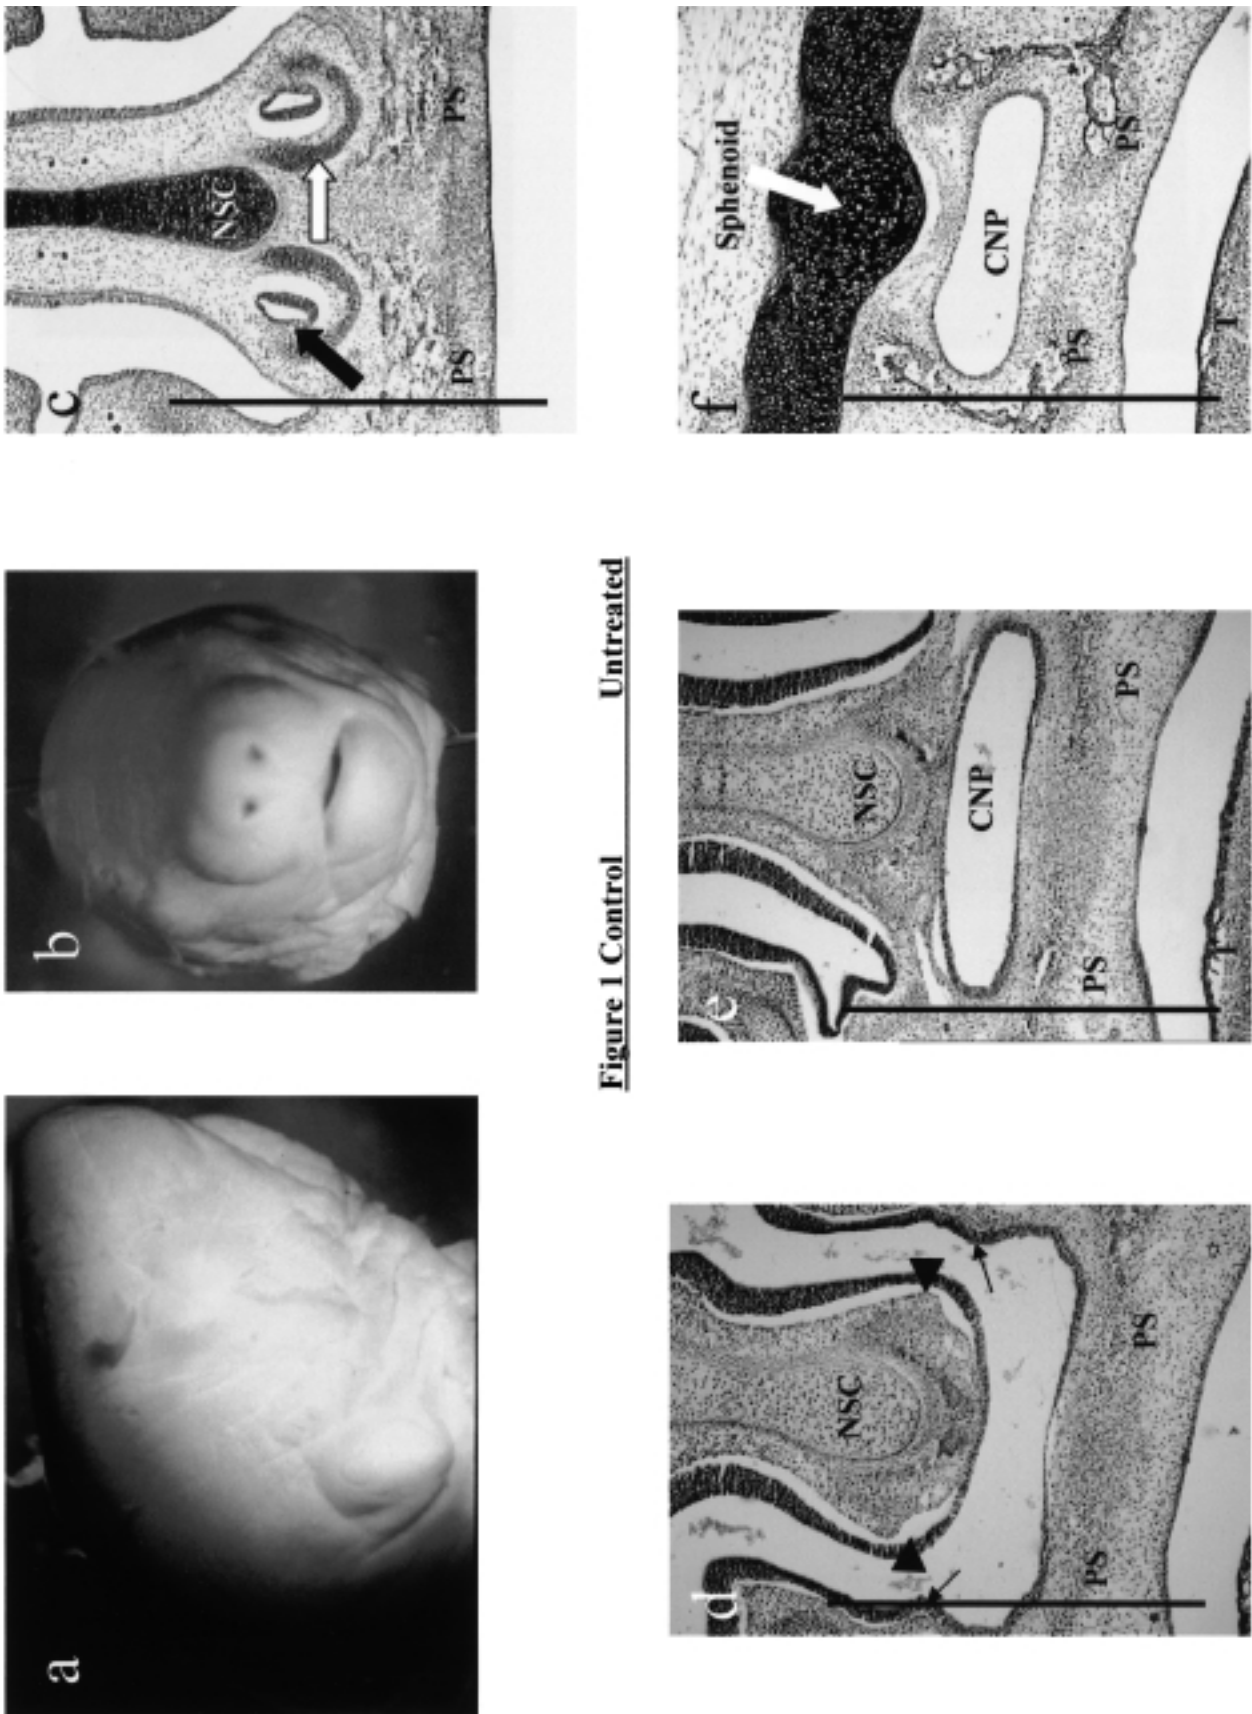 a
b
c
NSC
PS PS
Figure 1 Control Untreated
d
NSC
PS PS
e
NSC
CNP
PS PS
T
f
Sphenoid
CNP
PS PS
T